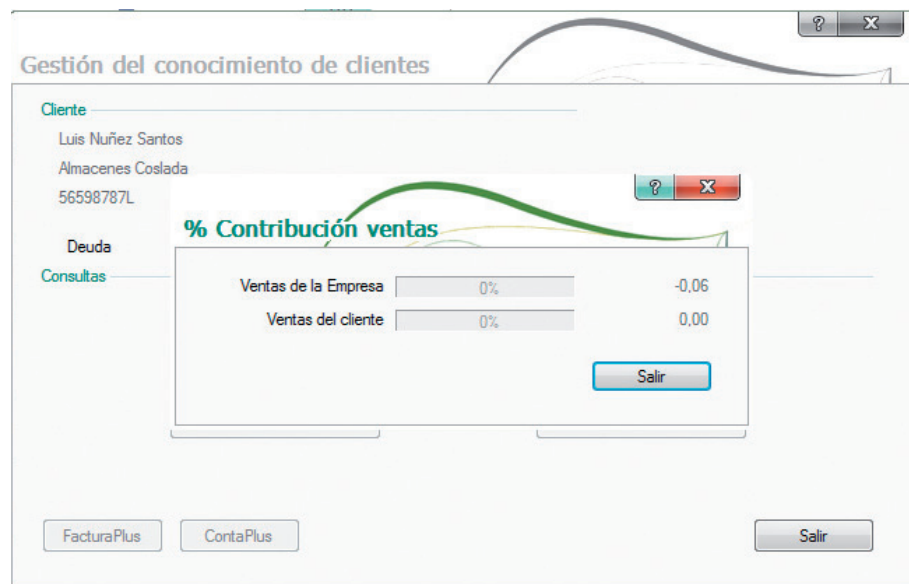 Gestión del conocimiento de clientes
Cliente
Luis Nuñez Santos
Almacenes Coslada
56598787L
Deuda
Consultas
% Contribución ventas
Ventas de la Empresa 0% -0,06
Ventas del cliente 0% 0,00
Salir
FacturaPlus ContaPlus Salir